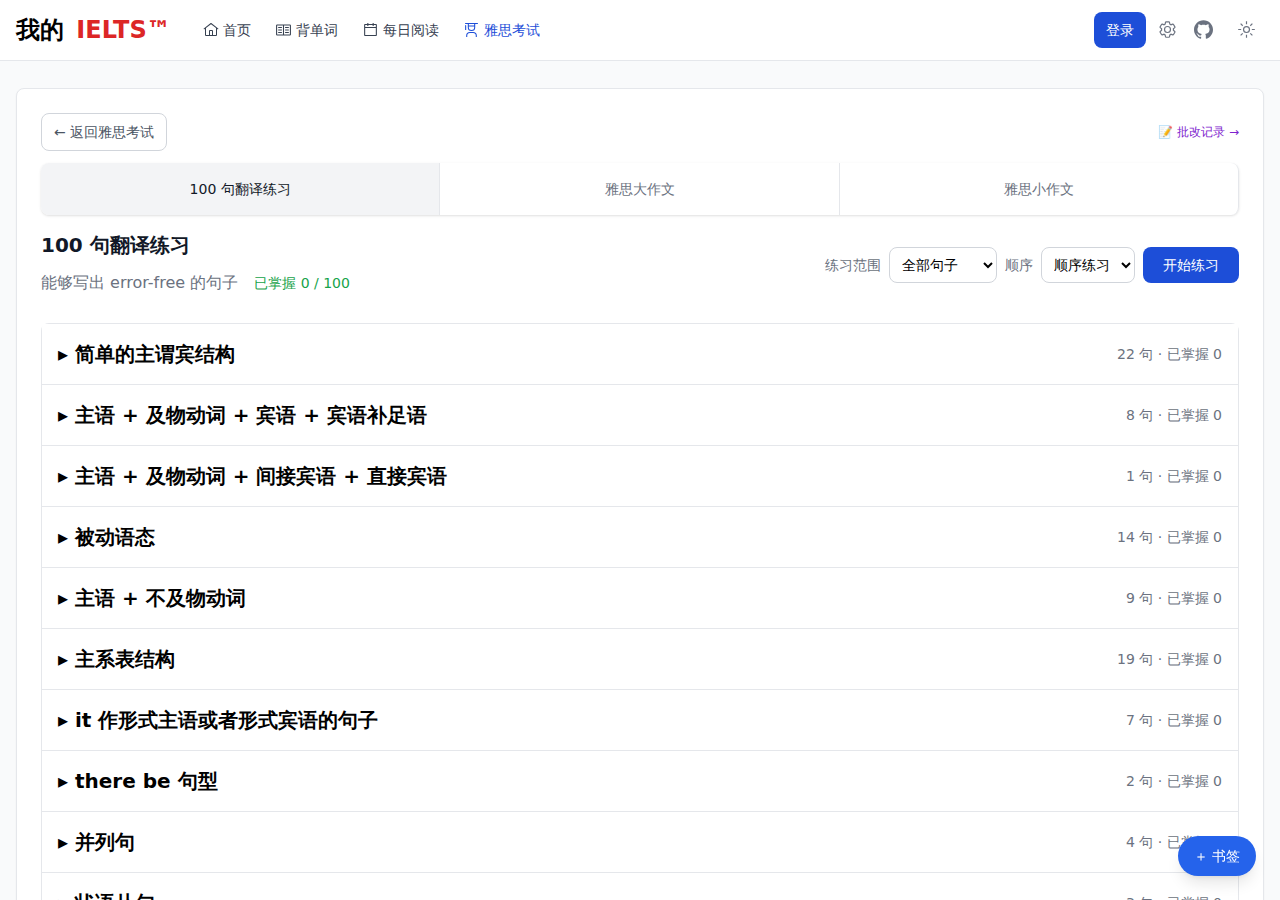 我的 IELTS™ 首页 背单词 每日阅读 雅思考试 登录
← 返回雅思考试 📝 批改记录 →
100 句翻译练习 雅思大作文 雅思小作文
100 句翻译练习
能够写出 error-free 的句子 已掌握 0 / 100
练习范围 全部句子 顺序 顺序练习 开始练习
▶ 简单的主谓宾结构 22 句 · 已掌握 0
▶ 主语 + 及物动词 + 宾语 + 宾语补足语 8 句 · 已掌握 0
▶ 主语 + 及物动词 + 间接宾语 + 直接宾语 1 句 · 已掌握 0
▶ 被动语态 14 句 · 已掌握 0
▶ 主语 + 不及物动词 9 句 · 已掌握 0
▶ 主系表结构 19 句 · 已掌握 0
▶ it 作形式主语或者形式宾语的句子 7 句 · 已掌握 0
▶ there be 句型 2 句 · 已掌握 0
▶ 并列句 4 句 · 已
＋ 书签
状语从句